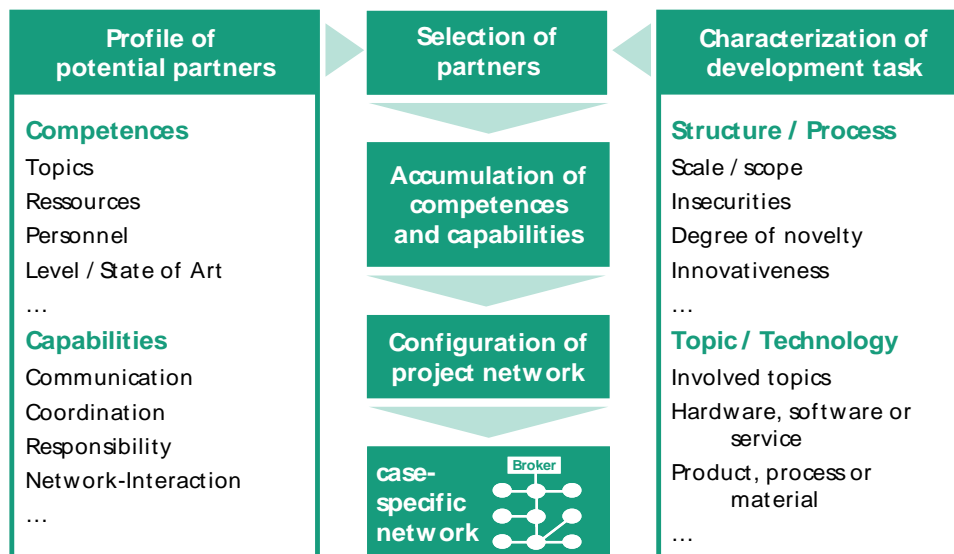 Profile of
potential partners
Competences
Topics
Ressources
Personnel
Level / State of Art
…
Capabilities
Communication
Coordination
Responsibility
Network-Interaction
…
Selection of
partners
Accumulation of
competences
and capabilities
Configuration of
project network
case-
specific
network
Broker
Characterization of
development task
Structure / Process
Scale / scope
Insecurities
Degree of novelty
Innovativeness
…
Topic / Technology
Involved topics
Hardware, software or
service
Product, process or
material
…